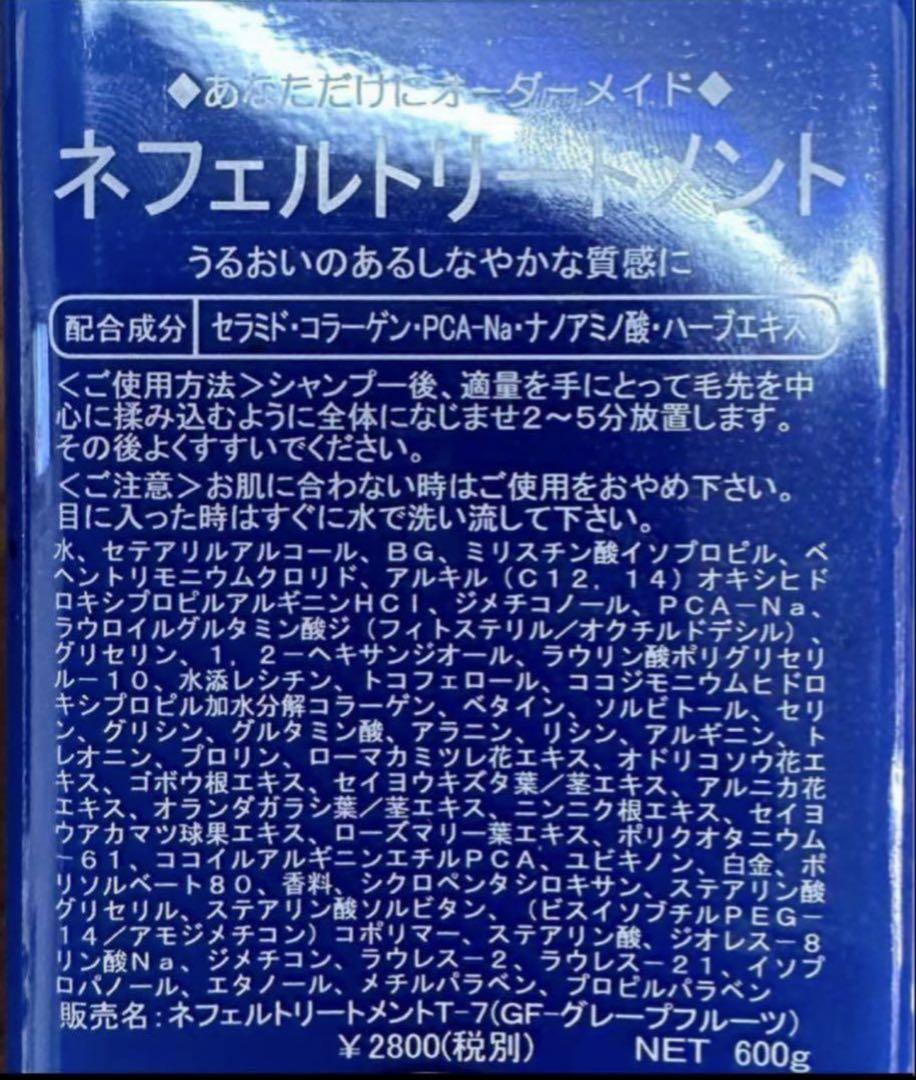 ◆あなただけにオーダーメイド◆
ネフェルトリートメント
うるおいのあるしなやかな質感に
配合成分 セラミド・コラーゲン・PCA-Na・ナノアミノ酸・ハーブエキス
＜ご使用方法＞シャンプー後、適量を手にとって毛先を中
心に揉み込むように全体になじませ2～5分放置します。
その後よくすすいでください。
＜ご注意＞お肌に合わない時はご使用をおやめ下さい。
目に入った時はすぐに水で洗い流して下さい。
水、セテアリルアルコール、ＢＧ、ミリスチン酸イソプロピル、ベ
ヘントリモニウムクロリド、アルキル（Ｃ１２，１４）オキシヒド
ロキシプロピルアルギニンＨＣｌ、ジメチコノール、ＰＣＡ－Ｎａ、
ラウロイルグルタミン酸ジ（フィトステリル／オクチルドデシル）、
グリセリン、１，２－ヘキサンジオール、ラウリン酸ポリグリセリ
ル－１０、水添レシチン、トコフェロール、ココジモニウムヒドロ
キシプロピル加水分解コラーゲン、ベタイン、ソルビトール、セリ
ン、グリシン、グルタミン酸、アラニン、リシン、アルギニン、ト
レオニン、プロリン、ローマカミツレ花エキス、オドリコソウ花エ
キス、ゴボウ根エキス、セイヨウキズタ葉／茎エキス、アルニカ花
エキス、オランダガラシ葉／茎エキス、ニンニク根エキス、セイヨ
ウアカマツ球果エキス、ローズマリー葉エキス、ポリクオタニウム
－６１、ココイルアルギニンエチルＰＣＡ、ユビキノン、白金、ポ
リソルベート８０、香料、シクロペンタシロキサン、ステアリン酸
グリセリル、ステアリン酸ソルビタン、（ビスイソブチルＰＥＧ－
１４／アモジメチコン）コポリマー、ステアリン酸、ジオレス－８
リン酸Ｎａ、ジメチコン、ラウレス－２、ラウレス－２１、イソプ
ロパノール、エタノール、メチルパラベン、プロピルパラベン
販売名：ネフェルトリートメントT-7(GF-グレープフルーツ)
￥2800(税別) NET 600g